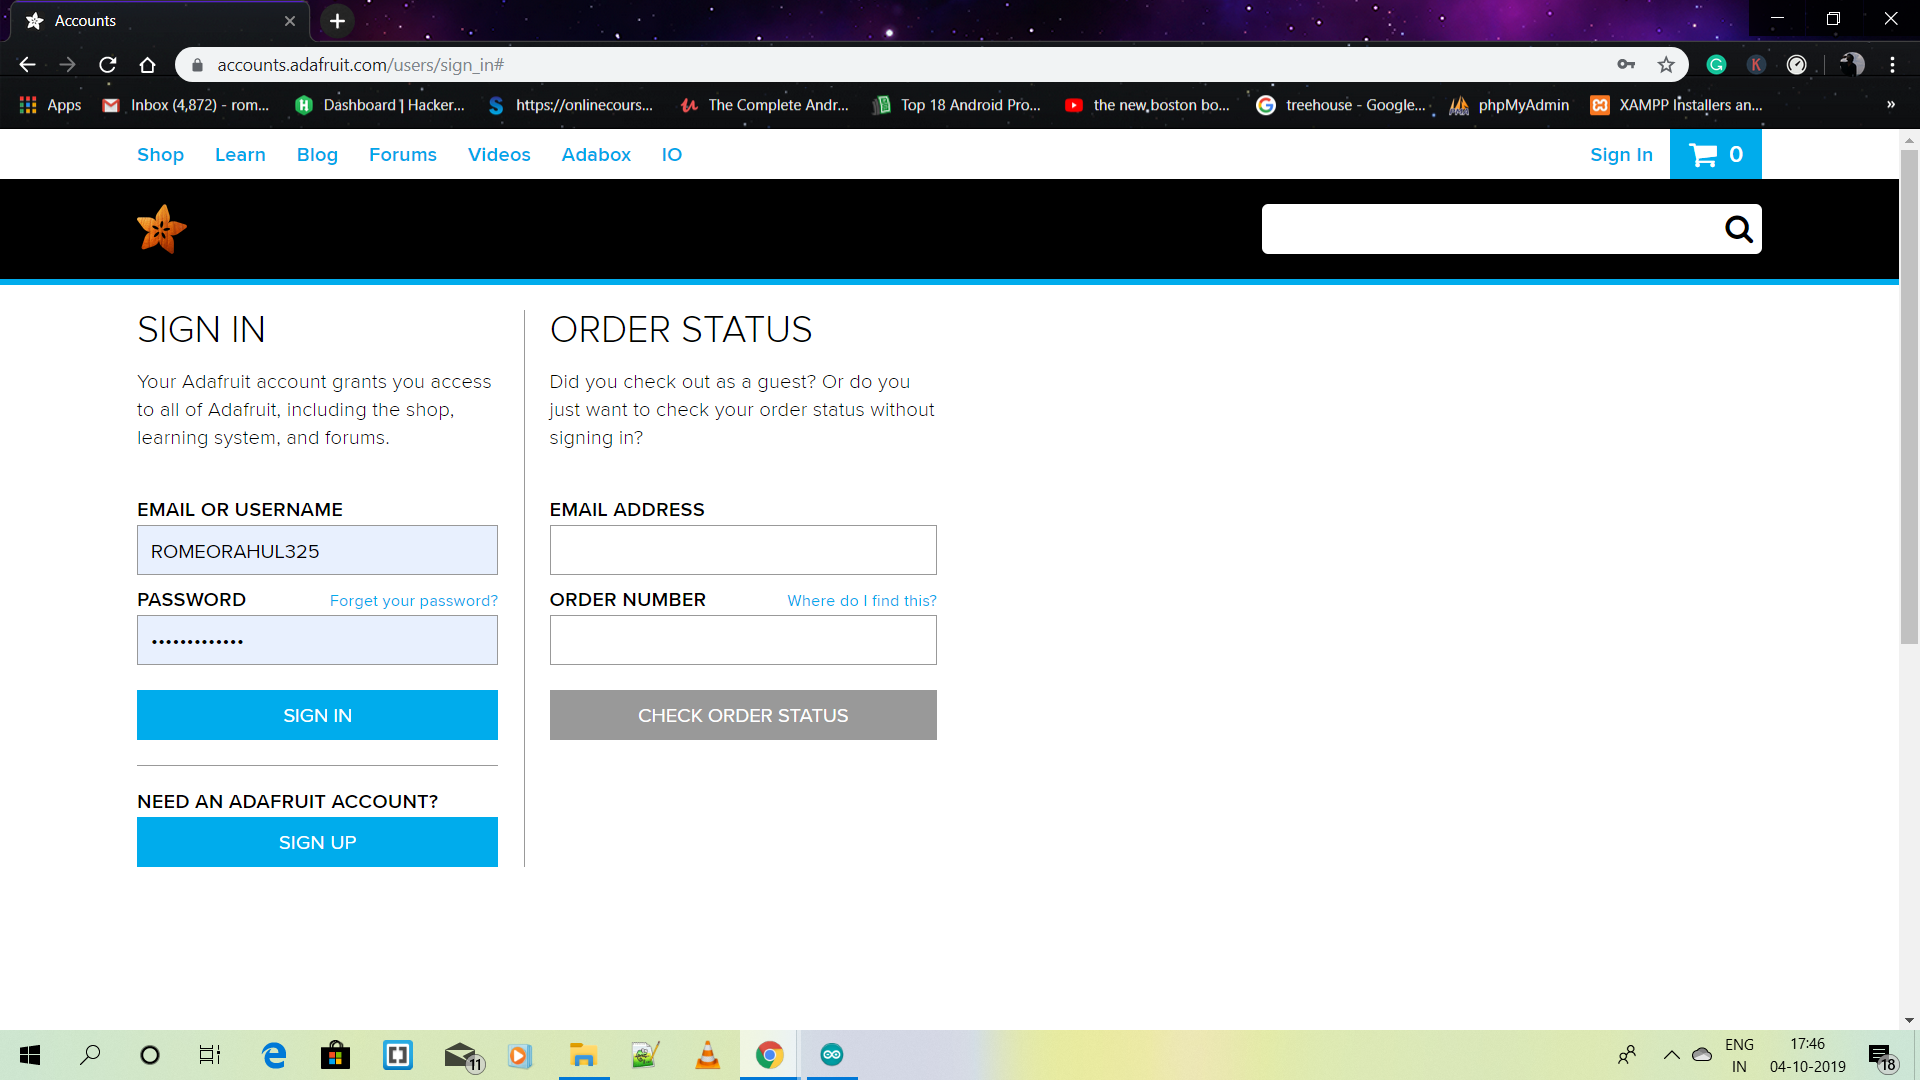 Accounts
accounts.adafruit.com/users/sign_in#
Apps
Inbox (4,872) - rom...
Dashboard | Hacker...
https://onlinecours...
The Complete Andr...
Top 18 Android Pro...
the new boston bo...
treehouse - Google...
phpMyAdmin
XAMPP Installers an...
»
Shop Learn Blog Forums Videos Adabox IO
Sign In
0
SIGN IN
Your Adafruit account grants you access
to all of Adafruit, including the shop,
learning system, and forums.
EMAIL OR USERNAME
ROMEORAHUL325
PASSWORD Forget your password?
•••••••••••••
SIGN IN
NEED AN ADAFRUIT ACCOUNT?
SIGN UP
ORDER STATUS
Did you check out as a guest? Or do you
just want to check your order status without
signing in?
EMAIL ADDRESS
ORDER NUMBER Where do I find this?
CHECK ORDER STATUS
11
ENG
IN
17:46
04-10-2019
18